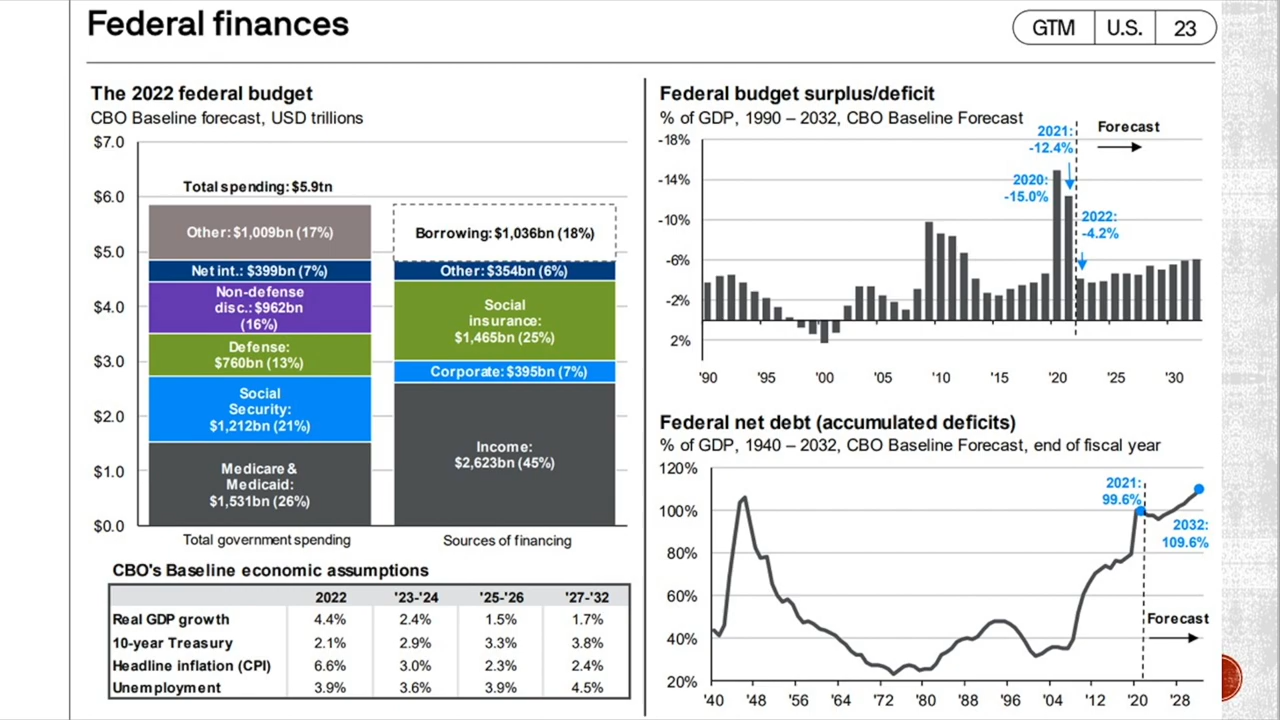 Federal finances
GTM U.S. 23
The 2022 federal budget
CBO Baseline forecast, USD trillions
$7.0
$6.0
$5.0
$4.0
$3.0
$2.0
$1.0
$0.0
Total spending: $5.9tn
Other: $1,009bn (17%)
Net int.: $399bn (7%)
Non-defense
disc.: $962bn
(16%)
Defense:
$760bn (13%)
Social
Security:
$1,212bn (21%)
Medicare &
Medicaid:
$1,531bn (26%)
Borrowing: $1,036bn (18%)
Other: $354bn (6%)
Social
insurance:
$1,465bn (25%)
Corporate: $395bn (7%)
Income:
$2,623bn (45%)
Total government spending
Sources of financing
CBO's Baseline economic assumptions
2022 '23-'24 '25-'26 '27-'32
Real GDP growth 4.4% 2.4% 1.5% 1.7%
10-year Treasury 2.1% 2.9% 3.3% 3.8%
Headline inflation (CPI) 6.6% 3.0% 2.3% 2.4%
Unemployment 3.9% 3.6% 3.9% 4.5%
Federal budget surplus/deficit
% of GDP, 1990 – 2032, CBO Baseline Forecast
-18%
-14%
-10%
-6%
-2%
2%
2021:
-12.4%
Forecast
2020:
-15.0%
2022:
-4.2%
'90 '95 '00 '05 '10 '15 '20 '25 '30
Federal net debt (accumulated deficits)
% of GDP, 1940 – 2032, CBO Baseline Forecast, end of fiscal year
120%
100%
80%
60%
40%
20%
2021:
99.6%
2032:
109.6%
Forecast
'40 '48 '56 '64 '72 '80 '88 '96 '04 '12 '20 '28